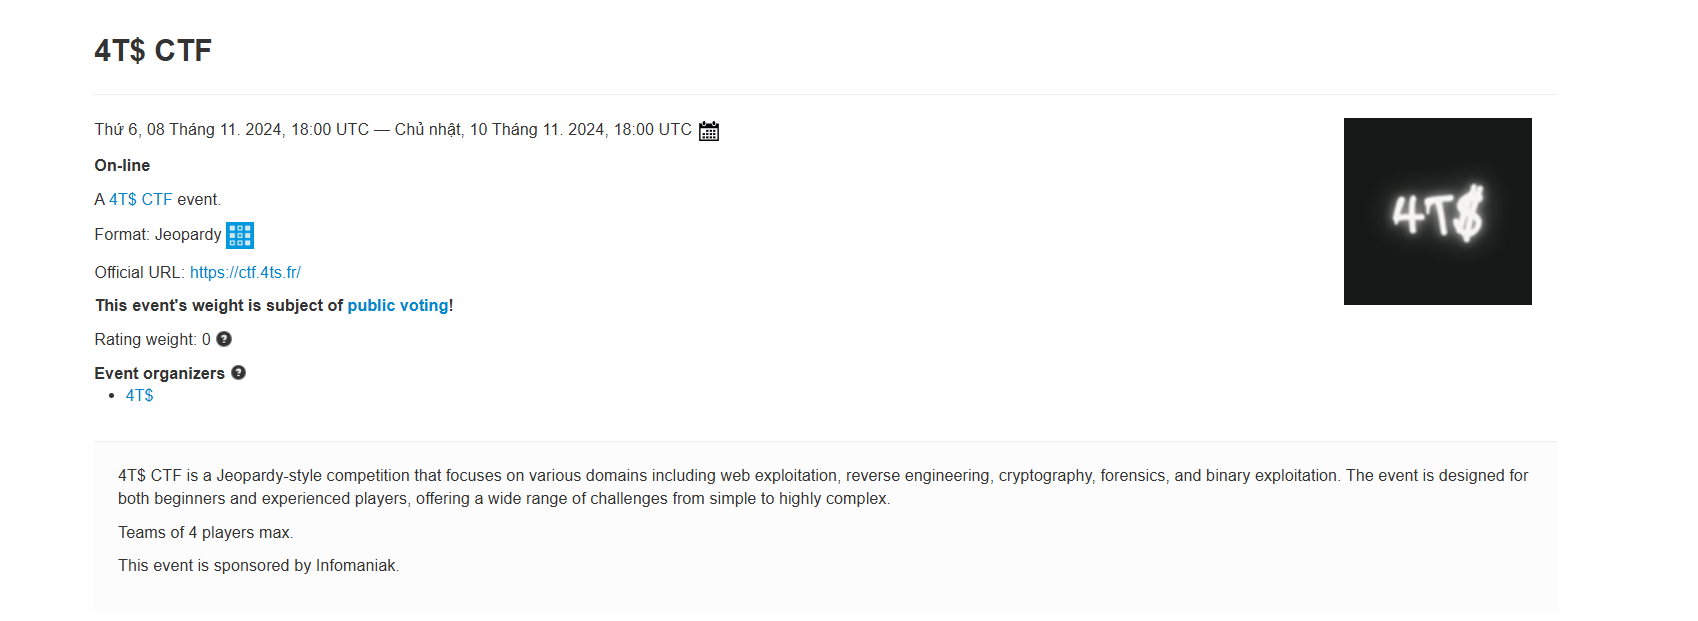 4T$ CTF
Thứ 6, 08 Tháng 11. 2024, 18:00 UTC — Chủ nhật, 10 Tháng 11. 2024, 18:00 UTC
On-line
A 4T$ CTF event.
Format: Jeopardy
Official URL: https://ctf.4ts.fr/
This event's weight is subject of public voting!
Rating weight: 0 ?
Event organizers ?
• 4T$
4T$
4T$ CTF is a Jeopardy-style competition that focuses on various domains including web exploitation, reverse engineering, cryptography, forensics, and binary exploitation. The event is designed for
both beginners and experienced players, offering a wide range of challenges from simple to highly complex.
Teams of 4 players max.
This event is sponsored by Infomaniak.